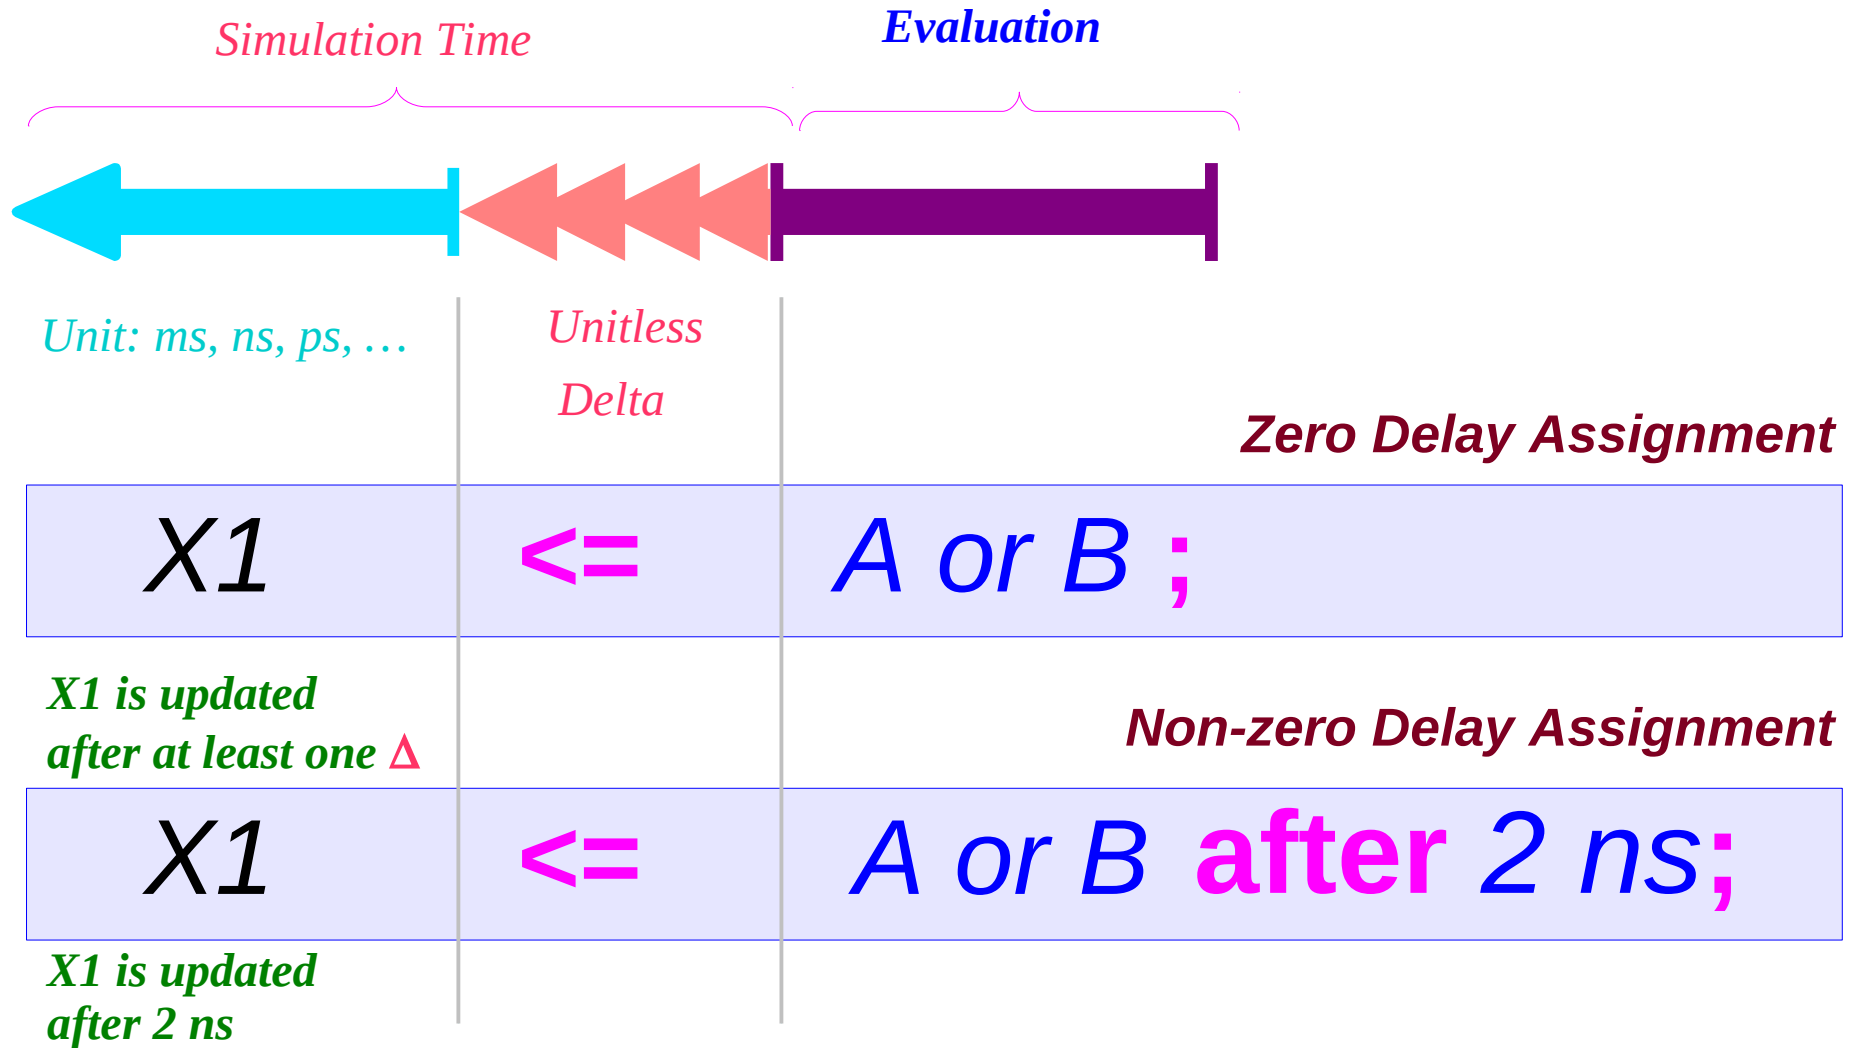 Simulation Time
Evaluation
Unit: ms, ns, ps, …
Unitless
Delta
Zero Delay Assignment
X1 <= A or B ;
X1 is updated
after at least one Δ
Non-zero Delay Assignment
X1 <= A or B after 2 ns;
X1 is updated
after 2 ns